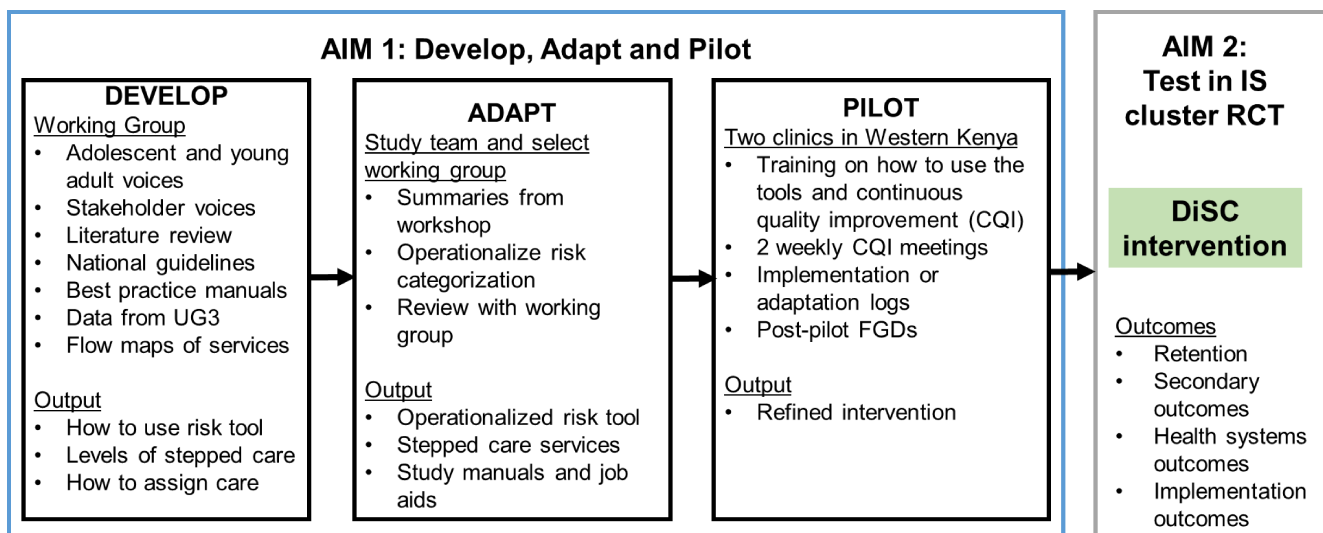 AIM 1: Develop, Adapt and Pilot
DEVELOP
Working Group
• Adolescent and young
adult voices
• Stakeholder voices
• Literature review
• National guidelines
• Best practice manuals
• Data from UG3
• Flow maps of services
Output
• How to use risk tool
• Levels of stepped care
• How to assign care
ADAPT
Study team and select
working group
• Summaries from
workshop
• Operationalize risk
categorization
• Review with working
group
Output
• Operationalized risk tool
• Stepped care services
• Study manuals and job
aids
PILOT
Two clinics in Western Kenya
• Training on how to use the
tools and continuous
quality improvement (CQI)
• 2 weekly CQI meetings
• Implementation or
adaptation logs
• Post-pilot FGDs
Output
• Refined intervention
AIM 2:
Test in IS
cluster RCT
DiSC
intervention
Outcomes
• Retention
• Secondary
outcomes
• Health systems
outcomes
• Implementation
outcomes